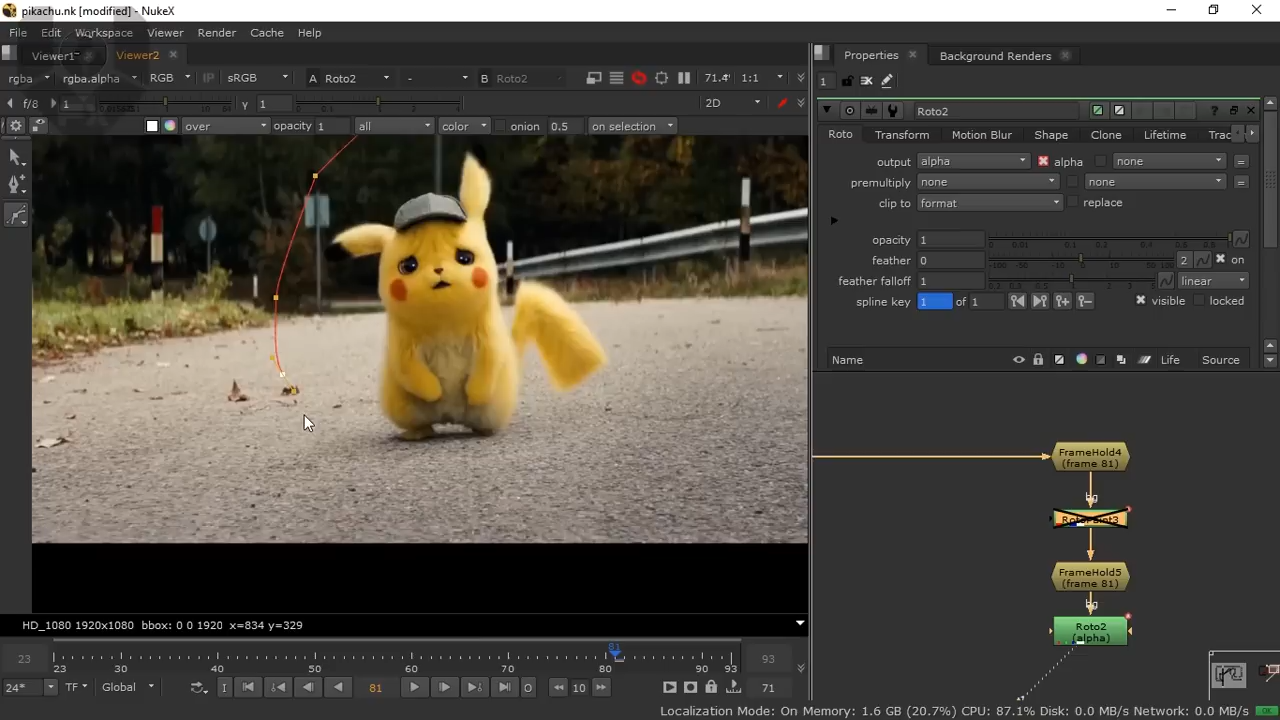 pikachu.nk [modified] - NukeX
File Edit Workspace Viewer Render Cache Help
Viewer1 Viewer2 Properties Background Renders
rgba rgba.alpha RGB IP sRGB A Roto2 - B Roto2 71.4 1:1 1
f/8 1 γ 1 2D Roto2
over opacity 1 all color onion 0.5 on selection
Roto Transform Motion Blur Shape Clone Lifetime Trac
output alpha alpha none
premultiply none none
clip to format replace
opacity 1
feather 0 2 on
feather falloff 1 linear
spline key 1 of 1 visible locked
Name Life Source
FrameHold4
(frame 81)
bg
RotoPaint3
FrameHold5
(frame 81)
bg
Roto2
(alpha)
HD_1080 1920x1080 bbox: 0 0 1920 x=834 y=329
81
23 93
23 30 40 50 60 70 80 90 93
24* TF Global I 81 O 10 71
Localization Mode: On Memory: 1.6 GB (20.7%) CPU: 87.1% Disk: 0.0 MB/s Network: 0.0 MB/s